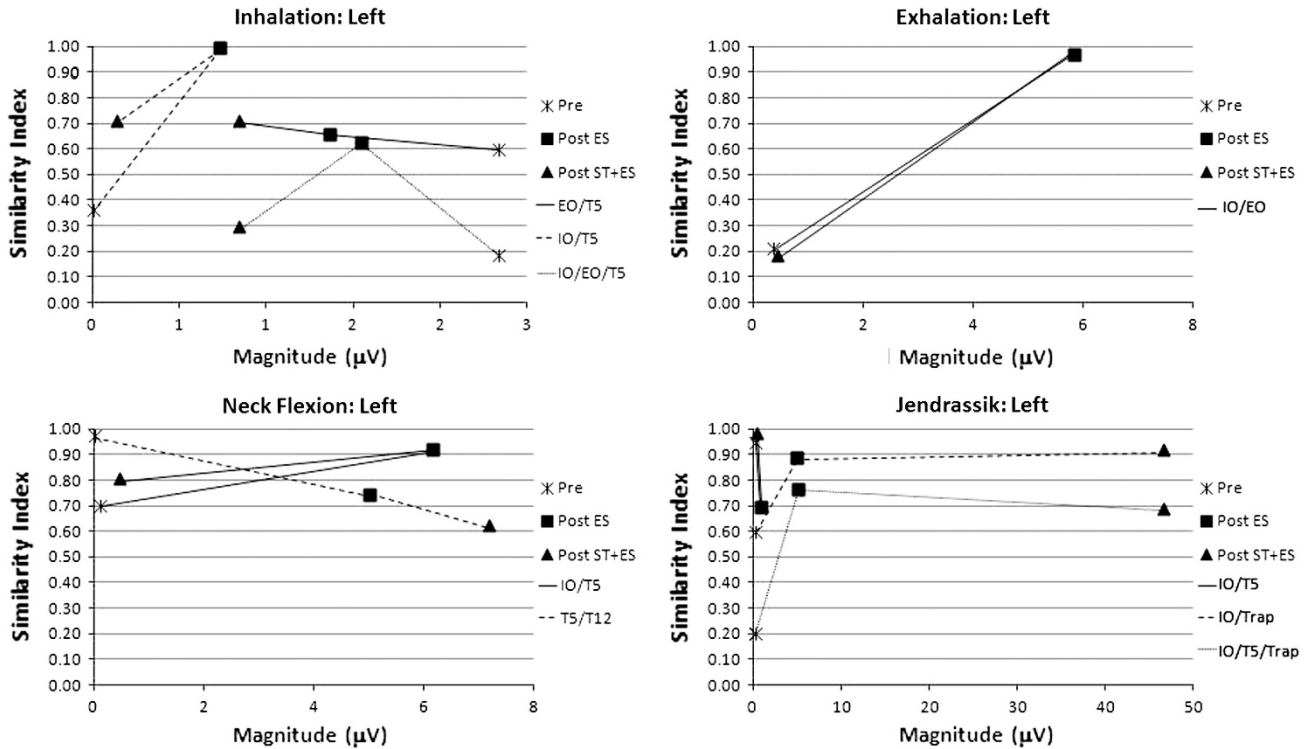 Inhalation: Left
Similarity Index
1.00
0.90
0.80
0.70
0.60
0.50
0.40
0.30
0.20
0.10
0.00
0 1 1 2 2 3
Magnitude (µV)
Pre
Post ES
Post ST+ES
EO/T5
IO/T5
IO/EO/T5
Exhalation: Left
Similarity Index
1.00
0.90
0.80
0.70
0.60
0.50
0.40
0.30
0.20
0.10
0.00
0 2 4 6 8
Magnitude (µV)
Pre
Post ES
Post ST+ES
IO/EO
Neck Flexion: Left
Similarity Index
1.00
0.90
0.80
0.70
0.60
0.50
0.40
0.30
0.20
0.10
0.00
0 2 4 6 8
Magnitude (µV)
Pre
Post ES
Post ST+ES
IO/T5
T5/T12
Jendrassik: Left
Similarity Index
1.00
0.90
0.80
0.70
0.60
0.50
0.40
0.30
0.20
0.10
0.00
0 10 20 30 40 50
Magnitude (µV)
Pre
Post ES
Post ST+ES
IO/T5
IO/Trap
IO/T5/Trap